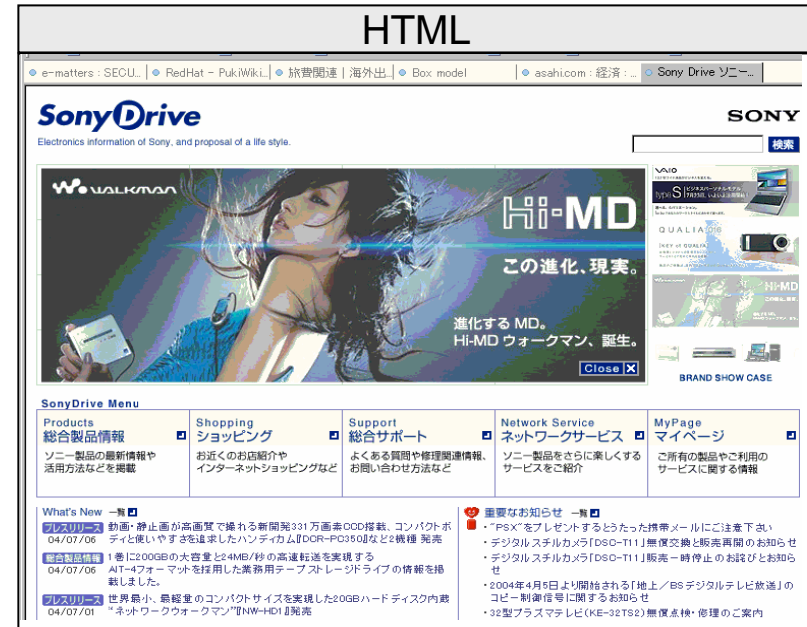 HTML
e-matters : SECU...
RedHat - PukiWiki...
旅費関連 | 海外出...
Box model
asahi.com : 経済 : ...
Sony Drive ソニー...
SonyDrive
SONY
Electronics information of Sony, and proposal of a life style.
検索
WALKMAN
Hi-MD
この進化、現実。
進化する MD。
Hi-MD ウォークマン、誕生。
Close X
VAIO
type S
QUALIA 016
Hi-MD
BRAND SHOW CASE
SonyDrive Menu
Products
総合製品情報
ソニー製品の最新情報や
活用方法などを掲載
Shopping
ショッピング
お近くのお店紹介や
インターネットショッピングなど
Support
総合サポート
よくある質問や修理関連情報、
お問い合わせ方法など
Network Service
ネットワークサービス
ソニー製品をさらに楽しくする
サービスをご紹介
MyPage
マイページ
ご所有の製品やご利用の
サービスに関する情報
What's New 一覧
プレスリリース 動画・静止画が高画質で撮れる新開発331万画素CCD搭載、コンパクトボ
04/07/06 ディと使いやすさを追求したハンディカム『DCR-PC350』など2機種 発売
総合製品情報 1巻に200GBの大容量と24MB/秒の高速転送を実現する
04/07/06 AIT-4フォーマットを採用した業務用テープストレージドライブの情報を掲
載しました。
プレスリリース 世界最小、最軽量のコンパクトサイズを実現した20GBハードディスク内蔵
04/07/01 “ネットワークウォークマン”『NW-HD1』発売
重要なお知らせ 一覧
・“PSX”をプレゼントするとうたった携帯メールにご注意下さい
・デジタルスチルカメラ「DSC-T11」無償交換と販売再開のお知らせ
・デジタルスチルカメラ「DSC-T11」販売一時停止のお詫びとお知ら
せ
・2004年4月5日より開始される「地上／BSデジタルテレビ放送」の
コピー制御信号に関するお知らせ
・32型プラズマテレビ(KE-32TS2)無償点検・修理のご案内